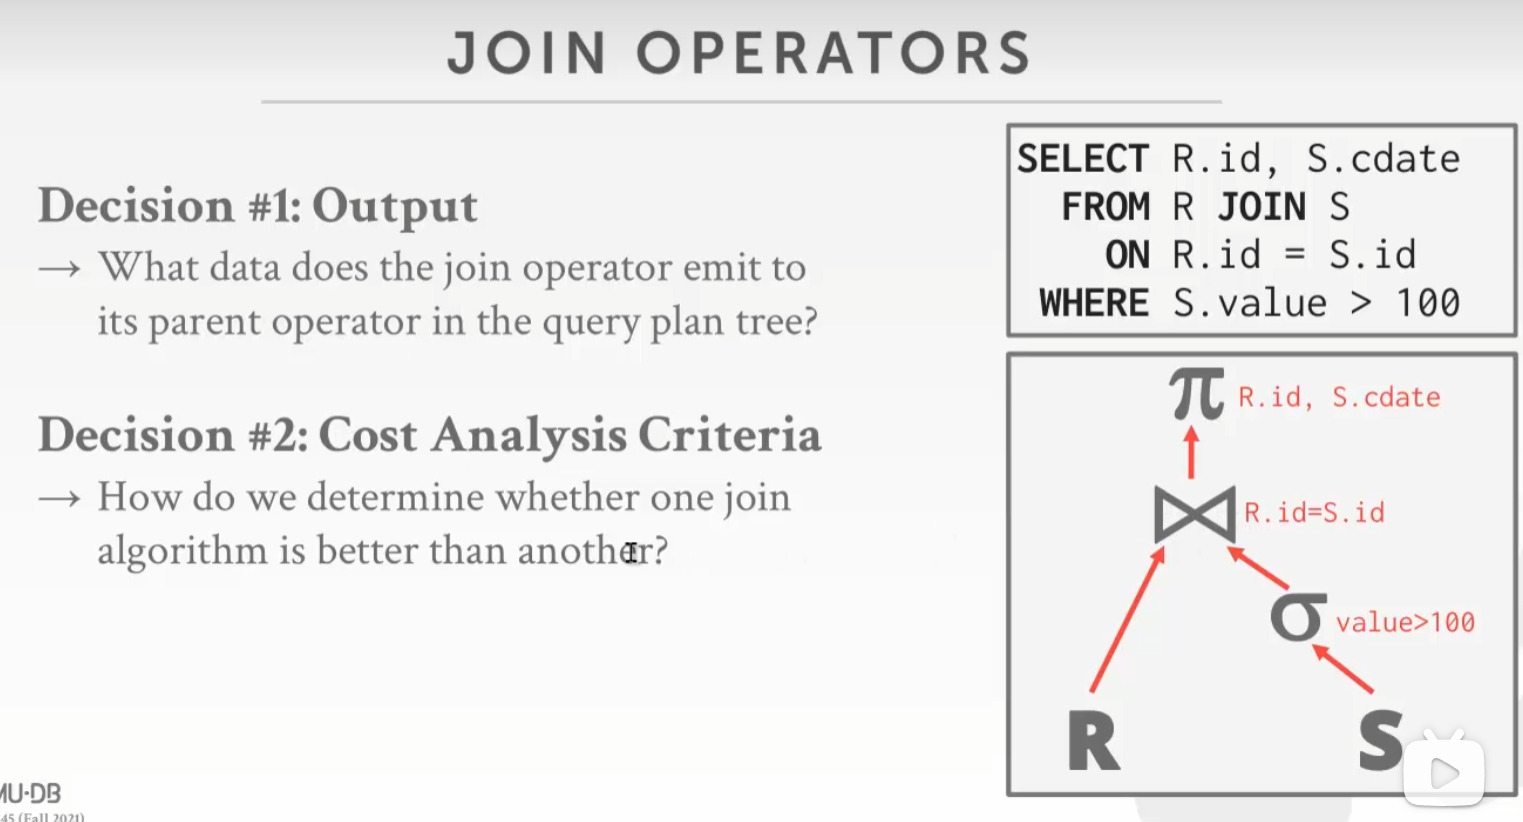 JOIN OPERATORS
Decision #1: Output
→ What data does the join operator emit to
its parent operator in the query plan tree?
Decision #2: Cost Analysis Criteria
→ How do we determine whether one join
algorithm is better than another?
SELECT R.id, S.cdate
FROM R JOIN S
ON R.id = S.id
WHERE S.value > 100
π R.id, S.cdate
⋈ R.id=S.id
σ value>100
R S
MU·DB
45 (Fall 2021)